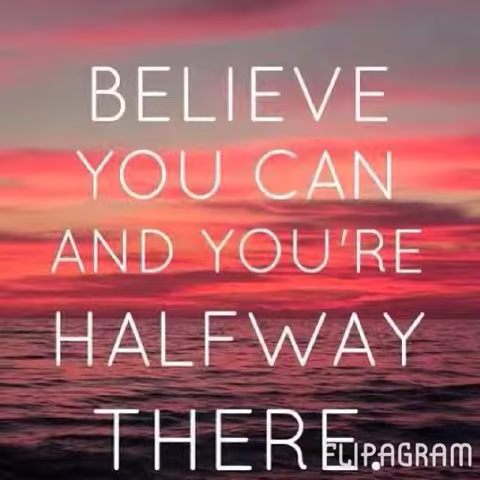 BELIEVE
YOU CAN
AND YOU'RE
HALFWAY
THERE.
FLIPAGRAM